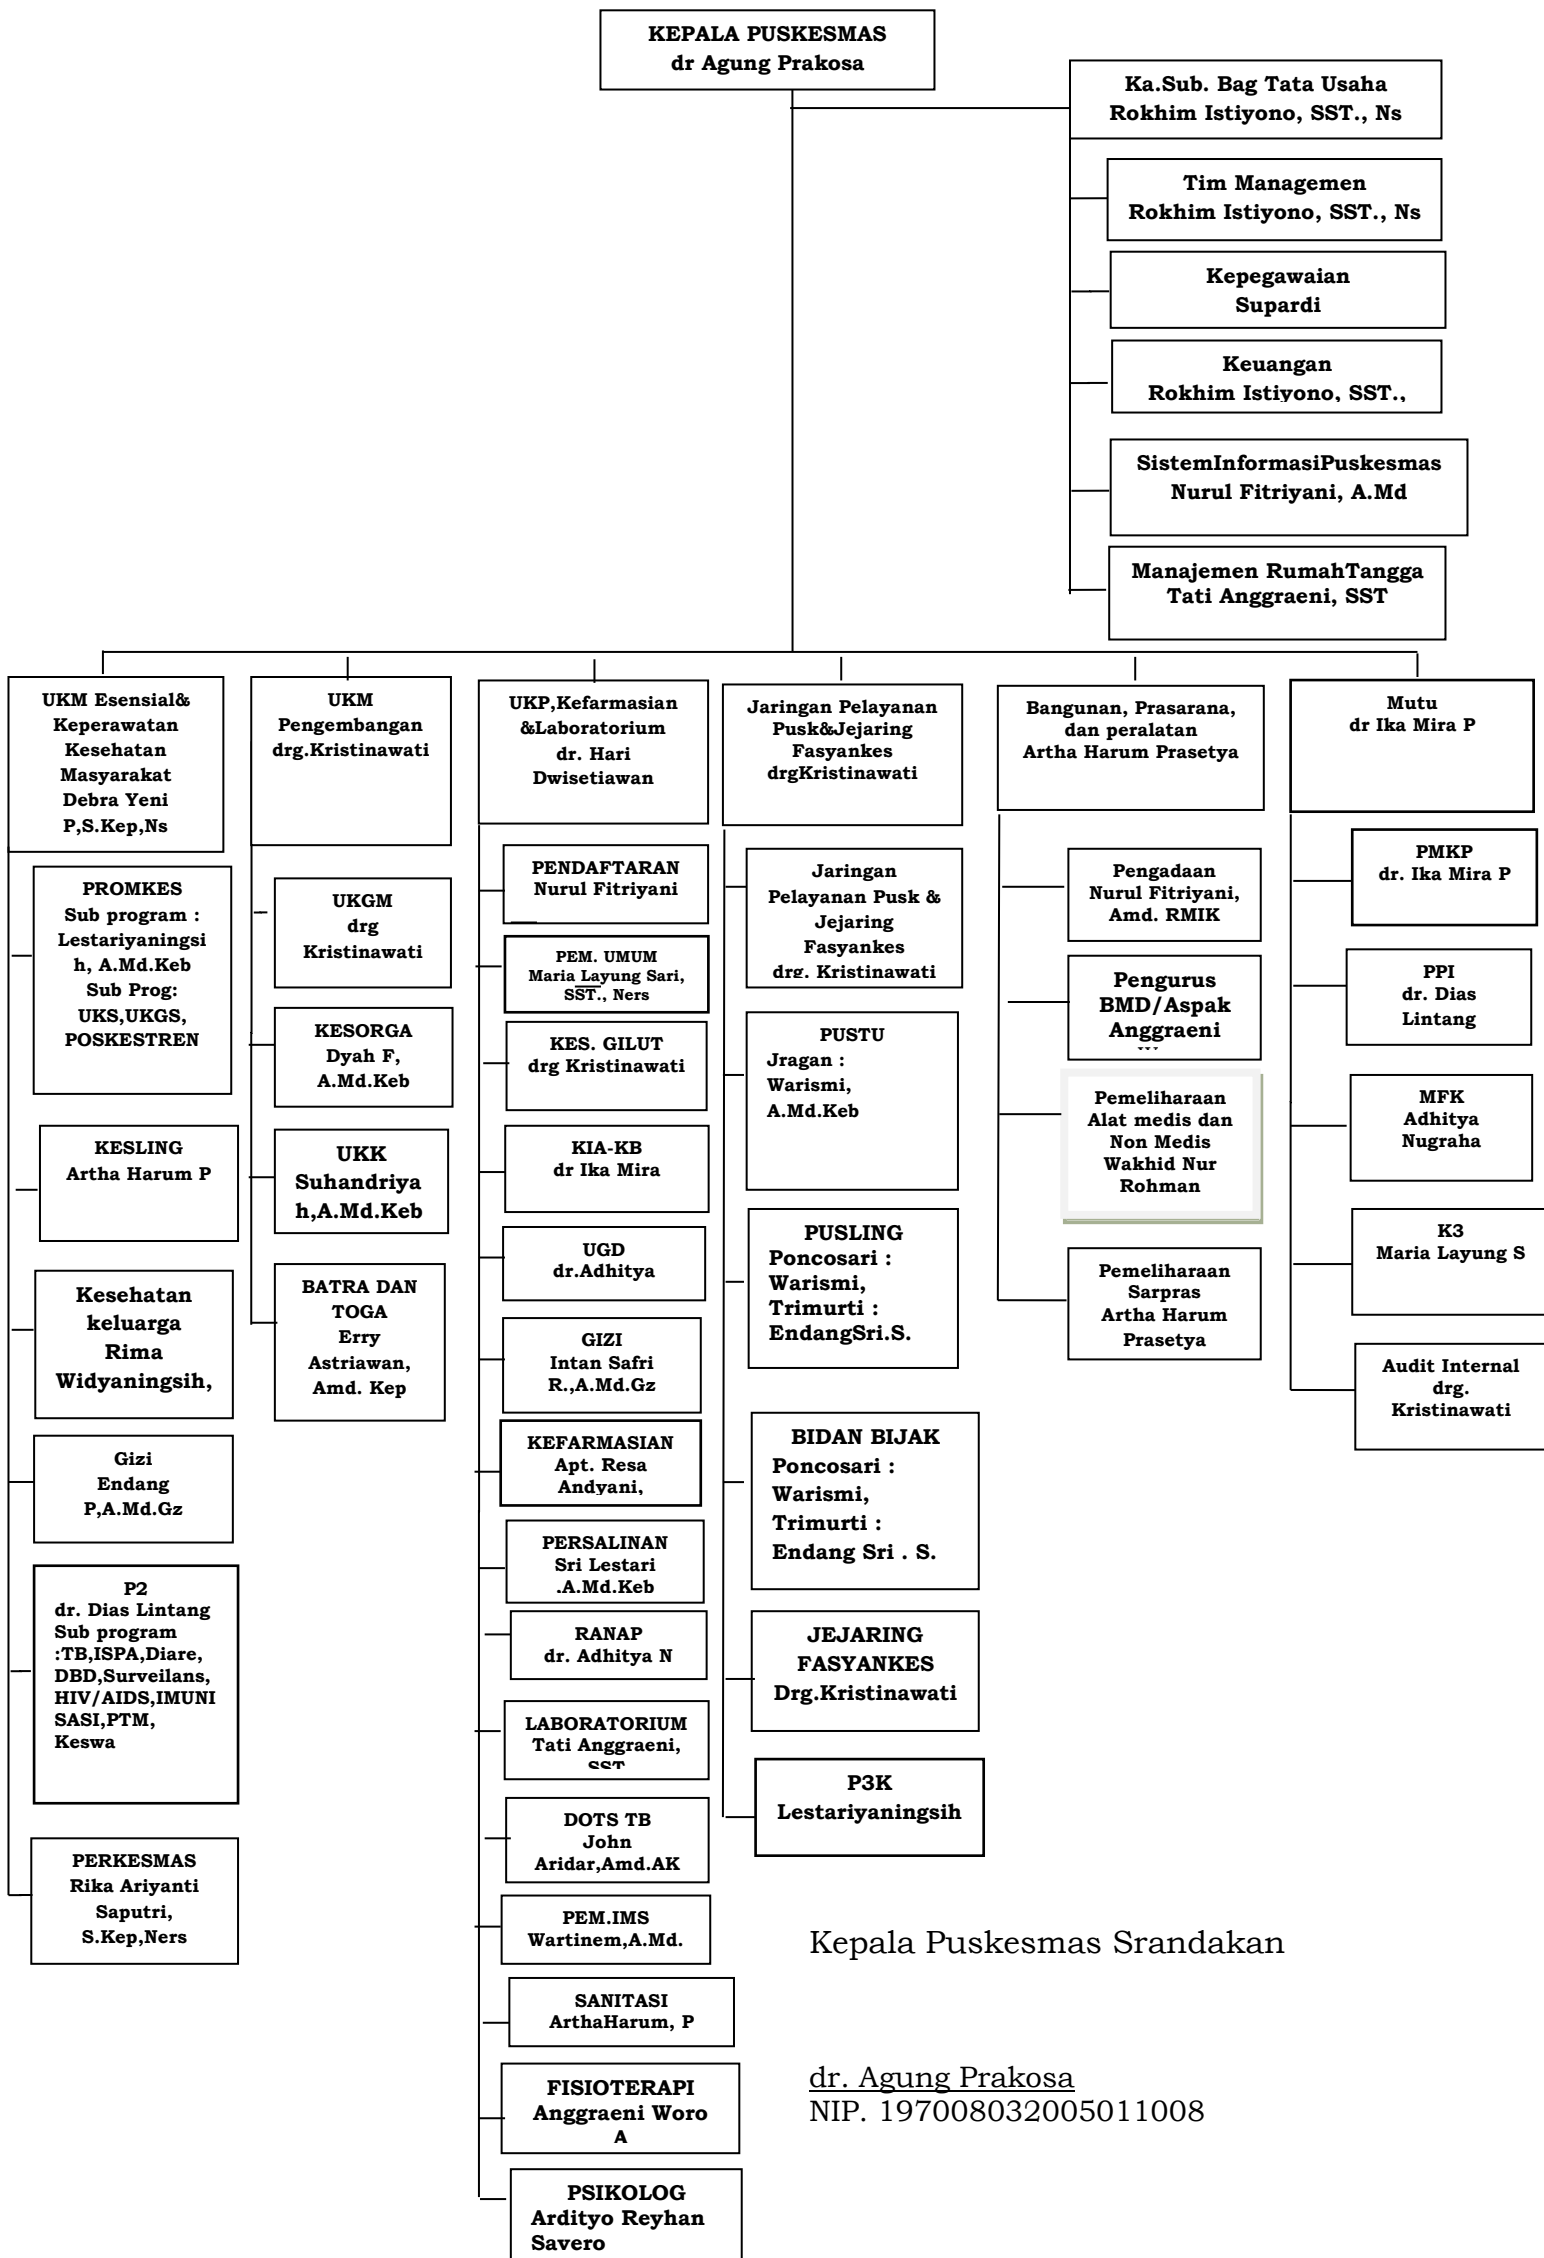 KEPALA PUSKESMAS
dr Agung Prakosa
Ka.Sub. Bag Tata Usaha
Rokhim Istiyono, SST., Ns
Tim Managemen
Rokhim Istiyono, SST., Ns
Kepegawaian
Supardi
Keuangan
Rokhim Istiyono, SST.,
SistemInformasiPuskesmas
Nurul Fitriyani, A.Md
Manajemen RumahTangga
Tati Anggraeni, SST
UKM Esensial&
Keperawatan
Kesehatan
Masyarakat
Debra Yeni
P,S.Kep,Ns
PROMKES
Sub program :
Lestariyaningsi
h, A.Md.Keb
Sub Prog:
UKS,UKGS,
POSKESTREN
KESLING
Artha Harum P
Kesehatan
keluarga
Rima
Widyaningsih,
Gizi
Endang
P,A.Md.Gz
P2
dr. Dias Lintang
Sub program
:TB,ISPA,Diare,
DBD,Surveilans,
HIV/AIDS,IMUNI
SASI,PTM,
Keswa
PERKESMAS
Rika Ariyanti
Saputri,
S.Kep,Ners
UKM
Pengembangan
drg.Kristinawati
UKGM
drg
Kristinawati
KESORGA
Dyah F,
A.Md.Keb
UKK
Suhandriya
h,A.Md.Keb
BATRA DAN
TOGA
Erry
Astriawan,
Amd. Kep
UKP,Kefarmasian
&Laboratorium
dr. Hari
Dwisetiawan
PENDAFTARAN
Nurul Fitriyani
PEM. UMUM
Maria Layung Sari,
SST., Ners
KES. GILUT
drg Kristinawati
KIA-KB
dr Ika Mira
UGD
dr.Adhitya
GIZI
Intan Safri
R.,A.Md.Gz
KEFARMASIAN
Apt. Resa
Andyani,
PERSALINAN
Sri Lestari
.A.Md.Keb
RANAP
dr. Adhitya N
LABORATORIUM
Tati Anggraeni,
SST
DOTS TB
John
Aridar,Amd.AK
PEM.IMS
Wartinem,A.Md.
SANITASI
ArthaHarum, P
FISIOTERAPI
Anggraeni Woro
A
PSIKOLOG
Ardityo Reyhan
Savero
Jaringan Pelayanan
Pusk&Jejaring
Fasyankes
drgKristinawati
Jaringan
Pelayanan Pusk &
Jejaring
Fasyankes
drg. Kristinawati
PUSTU
Jragan :
Warismi,
A.Md.Keb
PUSLING
Poncosari :
Warismi,
Trimurti :
EndangSri.S.
BIDAN BIJAK
Poncosari :
Warismi,
Trimurti :
Endang Sri . S.
JEJARING
FASYANKES
Drg.Kristinawati
P3K
Lestariyaningsih
Bangunan, Prasarana,
dan peralatan
Artha Harum Prasetya
Pengadaan
Nurul Fitriyani,
Amd. RMIK
Pengurus
BMD/Aspak
Anggraeni
Pemeliharaan
Alat medis dan
Non Medis
Wakhid Nur
Rohman
Pemeliharaan
Sarpras
Artha Harum
Prasetya
Mutu
dr Ika Mira P
PMKP
dr. Ika Mira P
PPI
dr. Dias
Lintang
MFK
Adhitya
Nugraha
K3
Maria Layung S
Audit Internal
drg.
Kristinawati
Kepala Puskesmas Srandakan
dr. Agung Prakosa
NIP. 197008032005011008